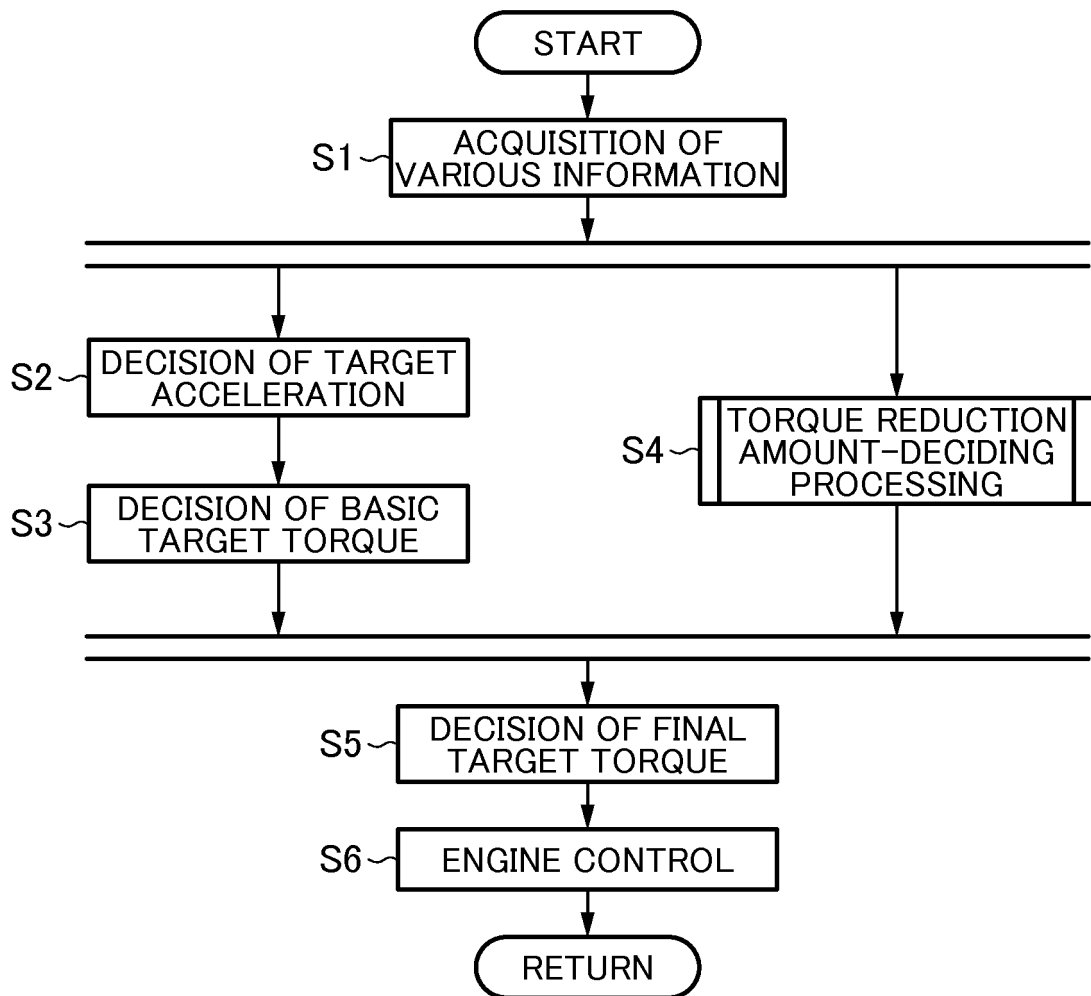 START
S1
ACQUISITION OF
VARIOUS INFORMATION
S2
DECISION OF TARGET
ACCELERATION
S3
DECISION OF BASIC
TARGET TORQUE
S4
TORQUE REDUCTION
AMOUNT-DECIDING
PROCESSING
S5
DECISION OF FINAL
TARGET TORQUE
S6
ENGINE CONTROL
RETURN